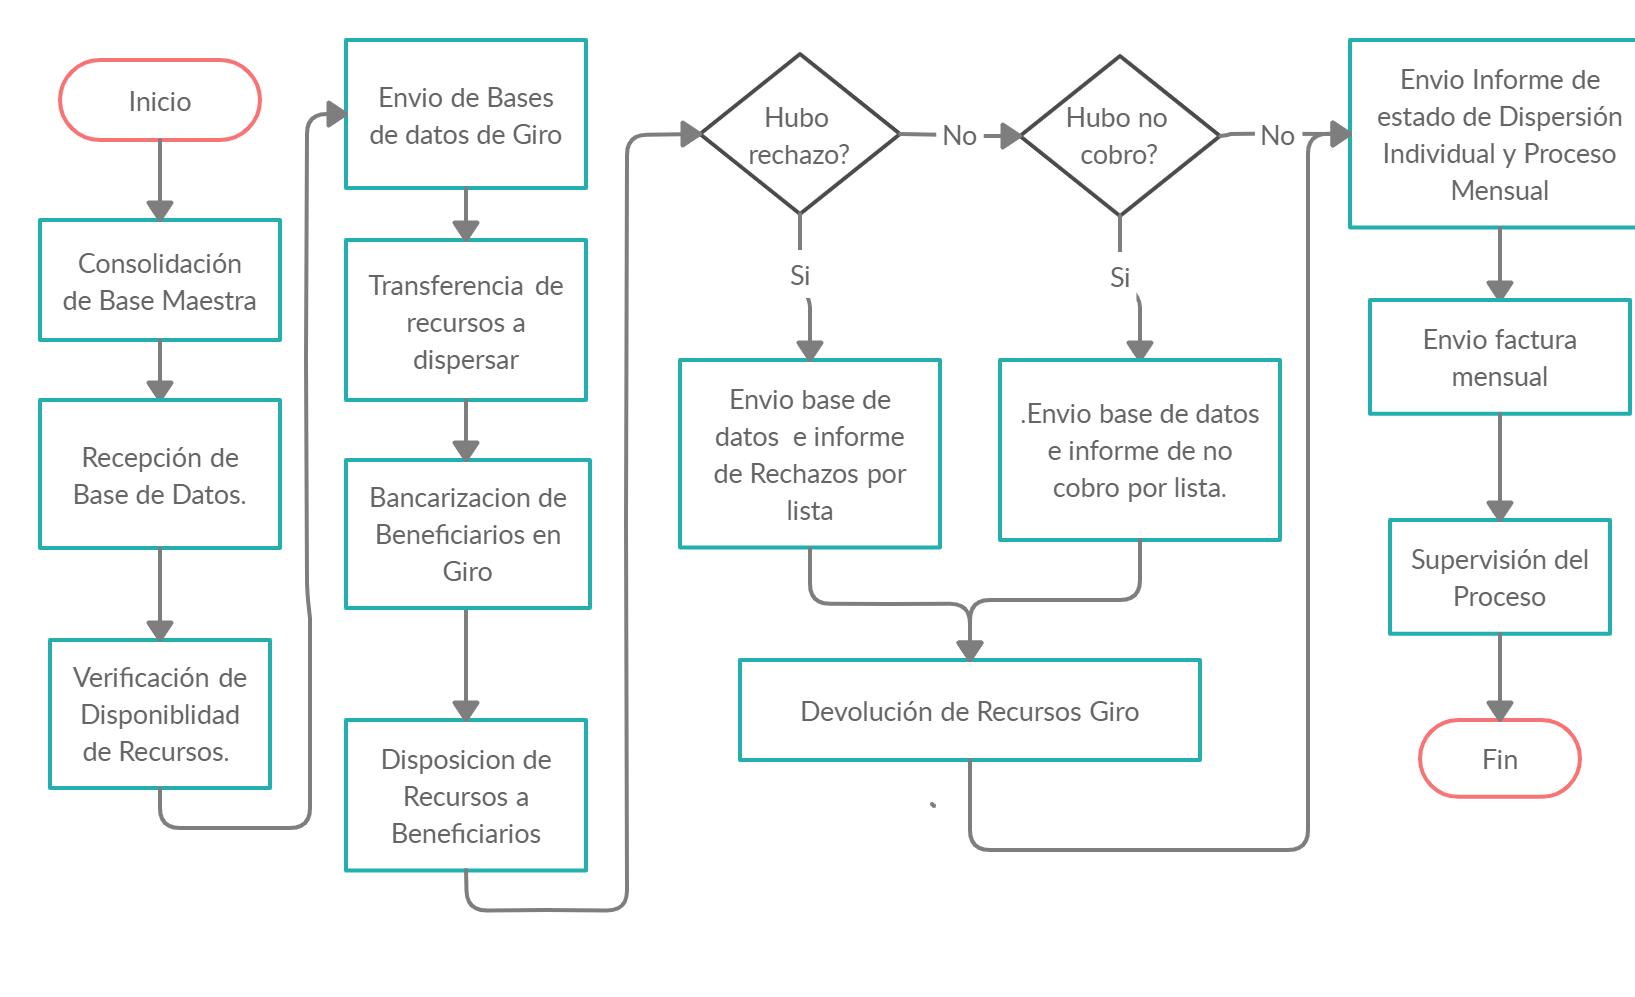 Inicio
Consolidación
de Base Maestra
Recepción de
Base de Datos.
Verificación de
Disponiblidad
de Recursos.
Envio de Bases
de datos de Giro
Transferencia de
recursos a
dispersar
Bancarizacion de
Beneficiarios en
Giro
Disposicion de
Recursos a
Beneficiarios
Hubo
rechazo?
No
Si
Envio base de
datos e informe
de Rechazos por
lista
Hubo no
cobro?
No
Si
.Envio base de datos
e informe de no
cobro por lista.
Devolución de Recursos Giro
Envio Informe de
estado de Dispersión
Individual y Proceso
Mensual
Envio factura
mensual
Supervisión del
Proceso
Fin